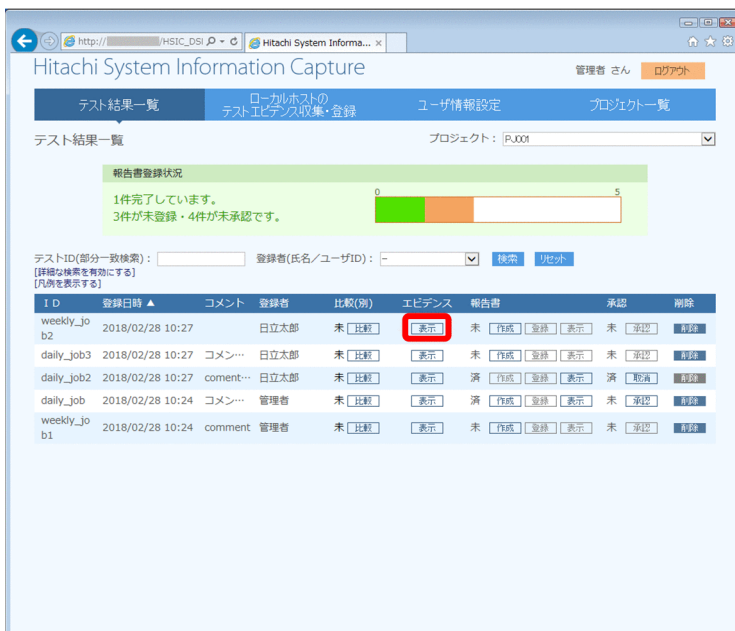 http:// /HSIC_DSI
Hitachi System Informa... ×
Hitachi System Information Capture
管理者 さん ログアウト
テスト結果一覧
ローカルホストの
テストエビデンス収集・登録
ユーザ情報設定
プロジェクト一覧
テスト結果一覧
プロジェクト： PJ001
報告書登録状況
1件完了しています。
3件が未登録・4件が未承認です。
0 5
テストID(部分一致検索)： 登録者(氏名／ユーザID)： – 検索 リセット
[詳細な検索を有効にする]
[凡例を表示する]
ＩＤ 登録日時 ▲ コメント 登録者 比較(別) エビデンス 報告書 承認 削除
weekly_jo
b2 2018/02/28 10:27 日立太郎 未 比較 表示 未 作成 登録 表示 未 承認 削除
daily_job3 2018/02/28 10:27 コメン… 日立太郎 未 比較 表示 未 作成 登録 表示 未 承認 削除
daily_job2 2018/02/28 10:27 coment… 日立太郎 未 比較 表示 済 作成 登録 表示 済 取消 削除
daily_job 2018/02/28 10:24 コメン… 管理者 未 比較 表示 済 作成 登録 表示 未 承認 削除
weekly_jo
b1 2018/02/28 10:24 comment 管理者 未 比較 表示 未 作成 登録 表示 未 承認 削除